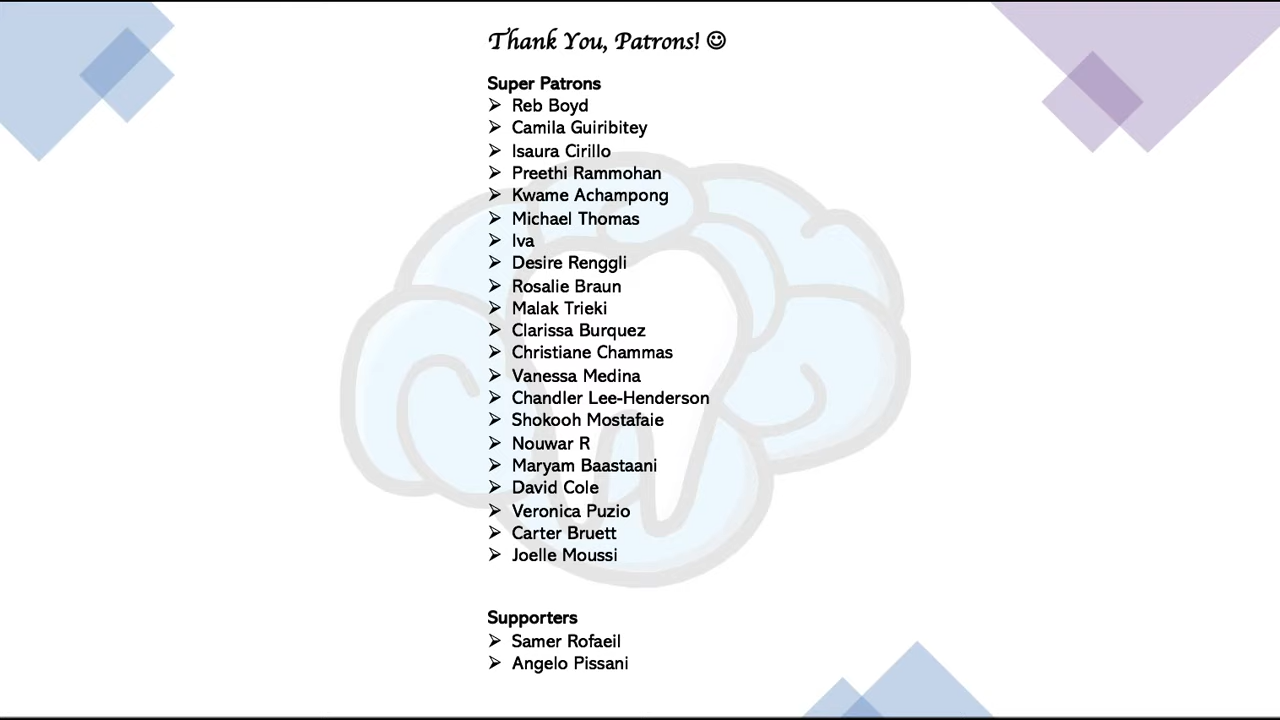 Thank You, Patrons! ☺
Super Patrons
➢ Reb Boyd
➢ Camila Guiribitey
➢ Isaura Cirillo
➢ Preethi Rammohan
➢ Kwame Achampong
➢ Michael Thomas
➢ Iva
➢ Desire Renggli
➢ Rosalie Braun
➢ Malak Trieki
➢ Clarissa Burquez
➢ Christiane Chammas
➢ Vanessa Medina
➢ Chandler Lee-Henderson
➢ Shokooh Mostafaie
➢ Nouwar R
➢ Maryam Baastaani
➢ David Cole
➢ Veronica Puzio
➢ Carter Bruett
➢ Joelle Moussi
Supporters
➢ Samer Rofaeil
➢ Angelo Pissani